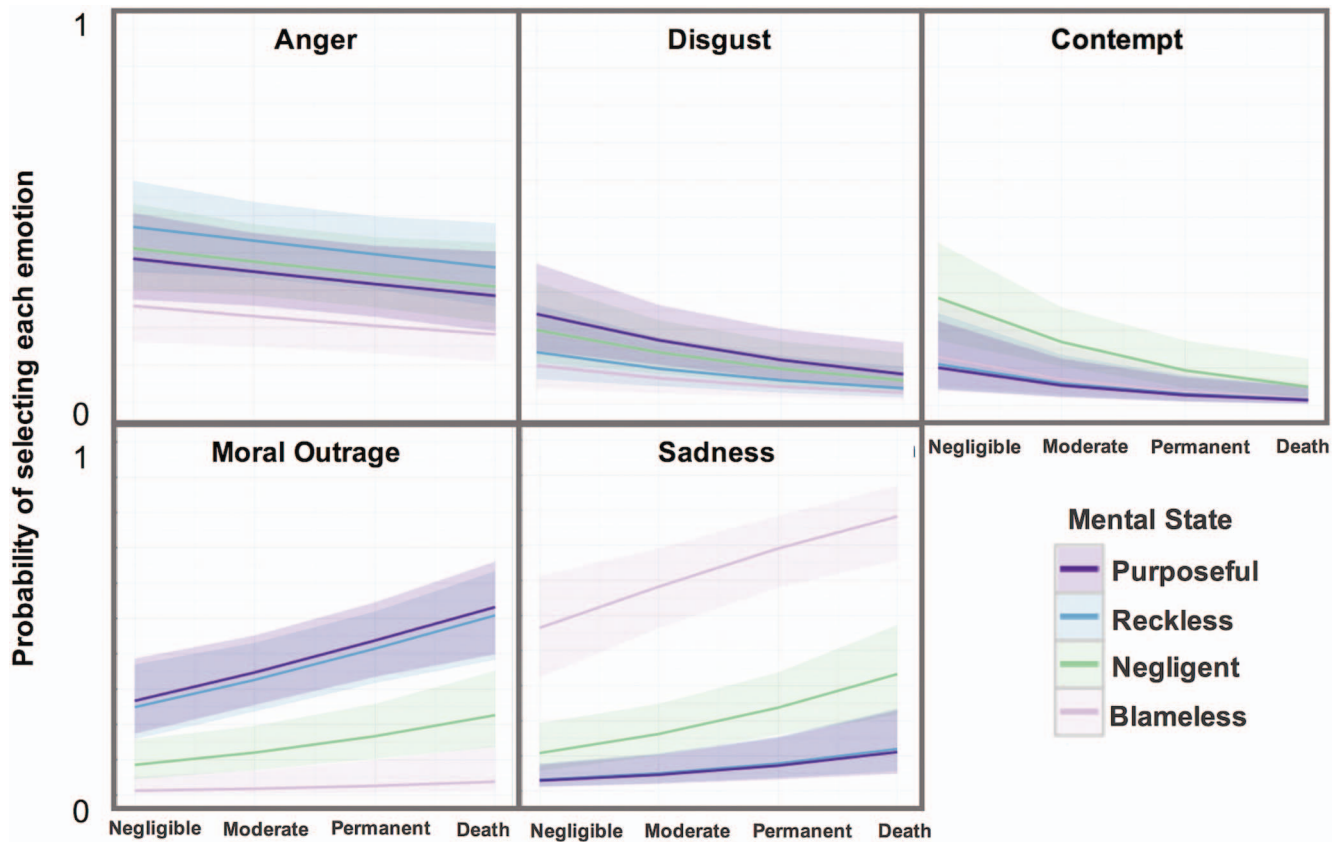 1
Anger
Disgust
Contempt
Probability of selecting each emotion
0
1
Moral Outrage
Sadness
Negligible Moderate Permanent Death
Mental State
Purposeful
Reckless
Negligent
Blameless
0
Negligible Moderate Permanent Death
Negligible Moderate Permanent Death